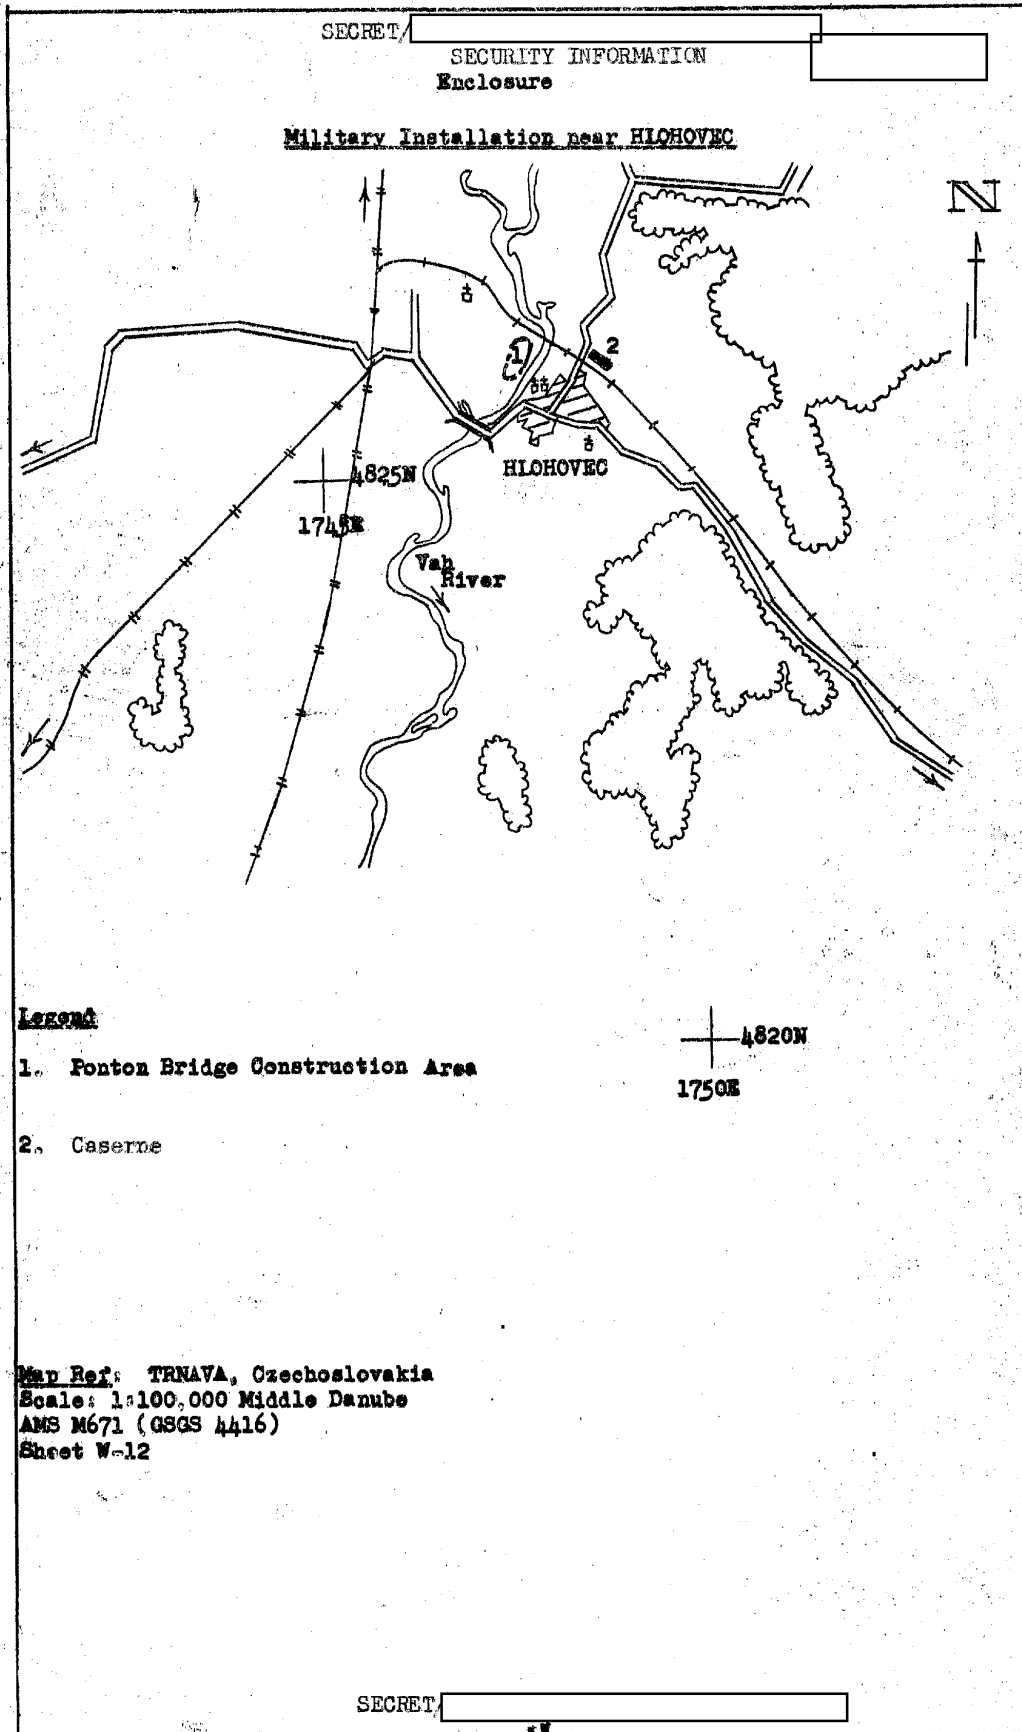 SECRET/
SECURITY INFORMATION
Enclosure
Military Installation near HLOHOVEC
N
1
2
HLOHOVEC
4825N
1745E
Vah
River
Legend
4820N
1. Ponton Bridge Construction Area
1750E
2. Caserne
Map Ref: TRNAVA, Czechoslovakia
Scale: 1:100,000 Middle Danube
AMS M671 (GSGS 4416)
Sheet W-12
SECRET/